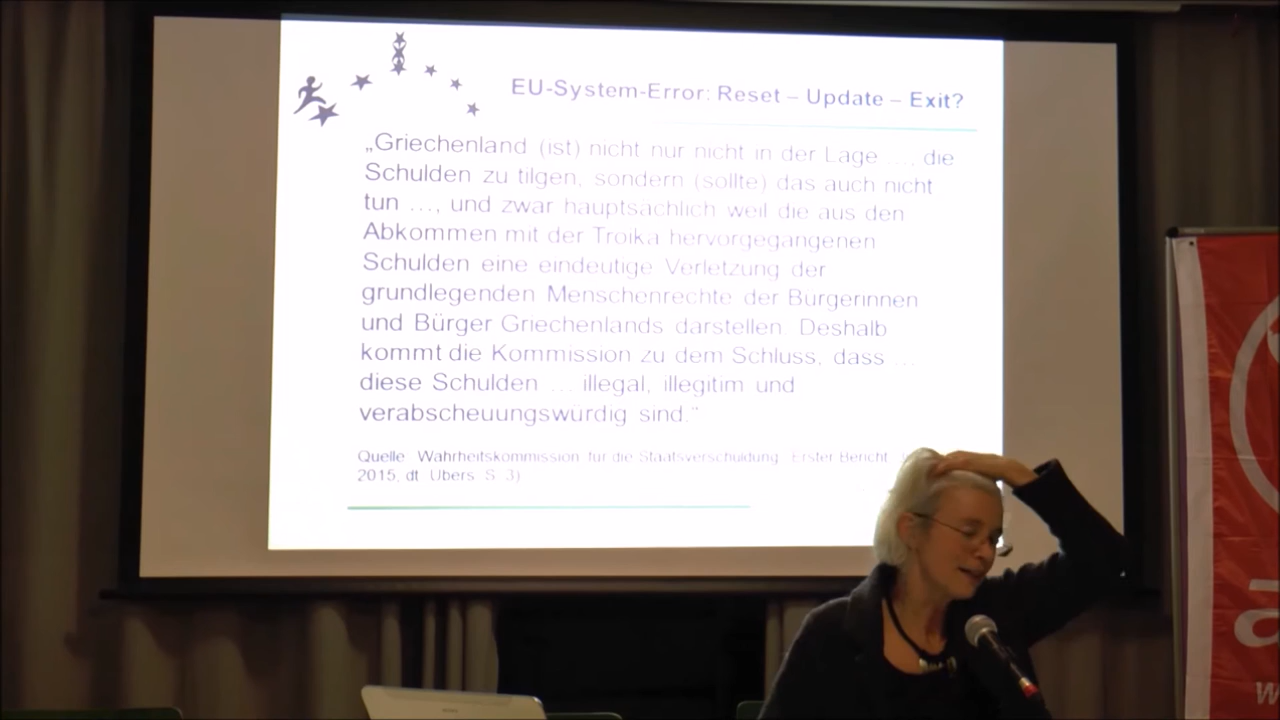 EU-System-Error: Reset – Update – Exit?
„Griechenland (ist) nicht nur nicht in der Lage .... die
Schulden zu tilgen, sondern (sollte) das auch nicht
tun ..., und zwar hauptsächlich weil die aus den
Abkommen mit der Troika hervorgegangenen
Schulden eine eindeutige Verletzung der
grundlegenden Menschenrechte der Bürgerinnen
und Bürger Griechenlands darstellen. Deshalb
kommt die Kommission zu dem Schluss, dass ...
diese Schulden ... illegal, illegitim und
verabscheuungswürdig sind.“
Quelle Wahrheitskommission für die Staatsverschuldung Erster Bericht
2015, dt Übers S 3)